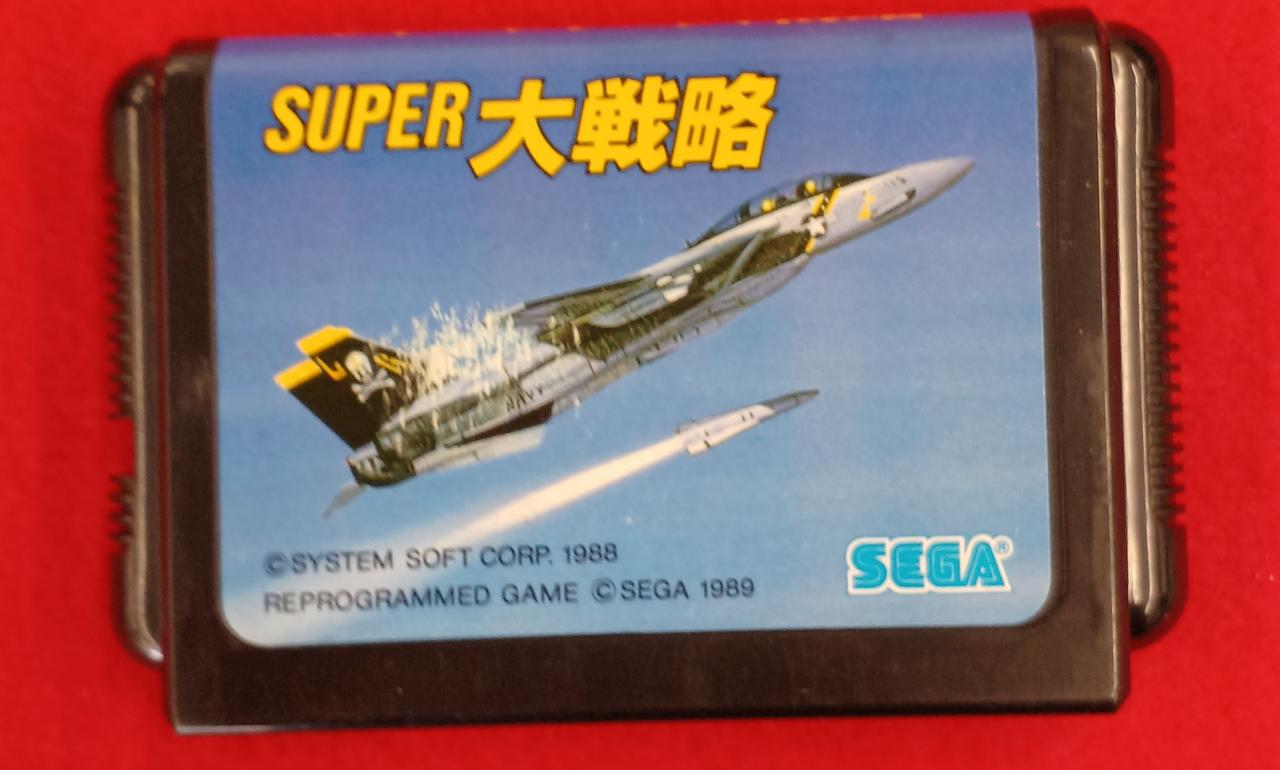 SUPER 大戦略
©SYSTEM SOFT CORP. 1988
REPROGRAMMED GAME ©SEGA 1989
SEGA®